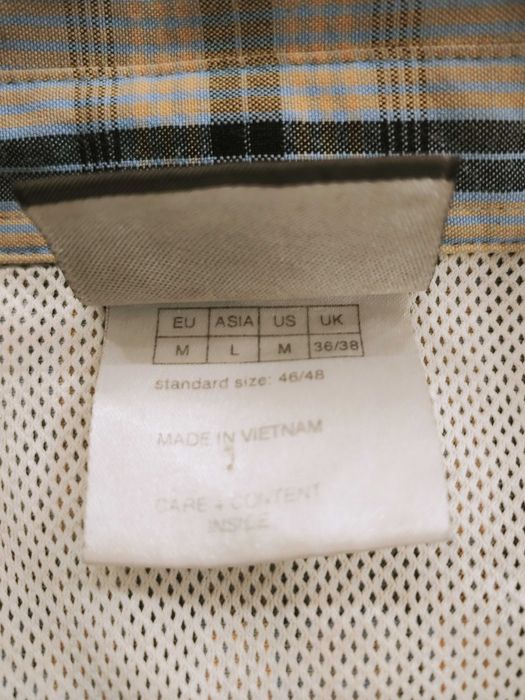 EU ASIA US UK
M L M 36/38
standard size: 46/48
MADE IN VIETNAM
CARE + CONTENT
INSIDE